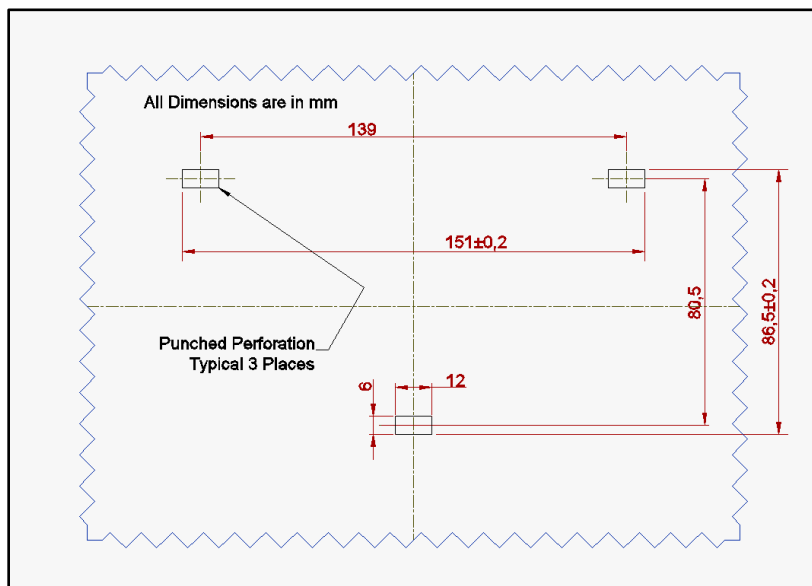 All Dimensions are in mm
139
151±0,2
80,5
86,5±0,2
Punched Perforation
Typical 3 Places
6
12